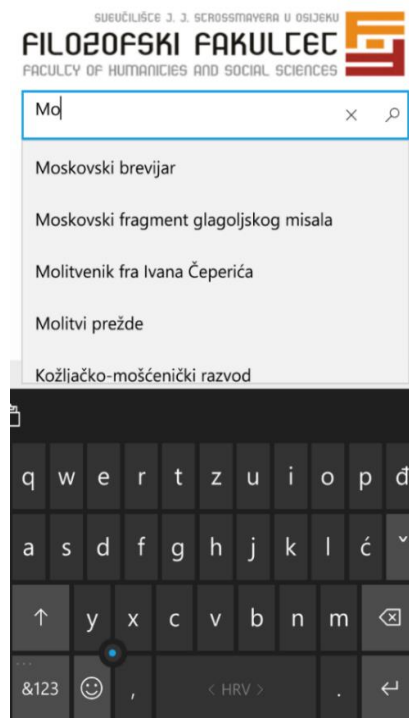 SVEUČILIŠCE J. J. STROSSMAYERA U OSIJEKU
FILOZOFSKI FAKULTET
FACULTY OF HUMANITIES AND SOCIAL SCIENCES
Mo
Moskovski brevijar
Moskovski fragment glagoljskog misala
Molitvenik fra Ivana Čeperića
Molitvi prežde
Kožljačko-mošćenički razvod
q w e r t z u i o p đ
a s d f g h j k l ć ˇ
y x c v b n m
&123 , < HRV > .